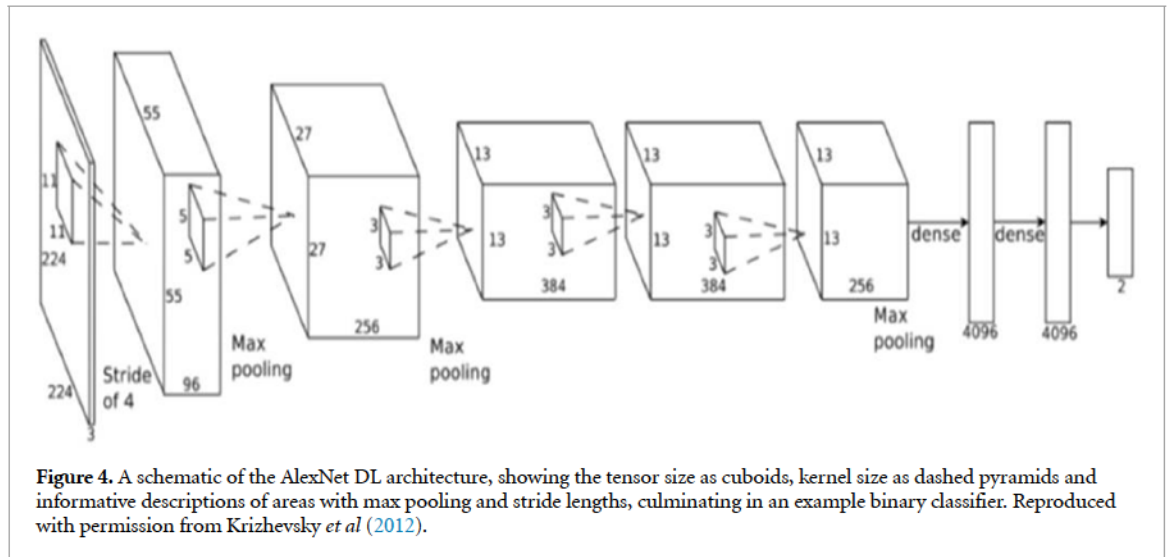 11
11
224
224
3
Stride
of 4
55
55
96
5
5
Max
pooling
27
27
256
3
3
Max
pooling
13
13
384
3
3
13
13
384
3
3
13
13
256
Max
pooling
dense
4096
dense
4096
2
Figure 4. A schematic of the AlexNet DL architecture, showing the tensor size as cuboids, kernel size as dashed pyramids and
informative descriptions of areas with max pooling and stride lengths, culminating in an example binary classifier. Reproduced
with permission from Krizhevsky et al (2012).